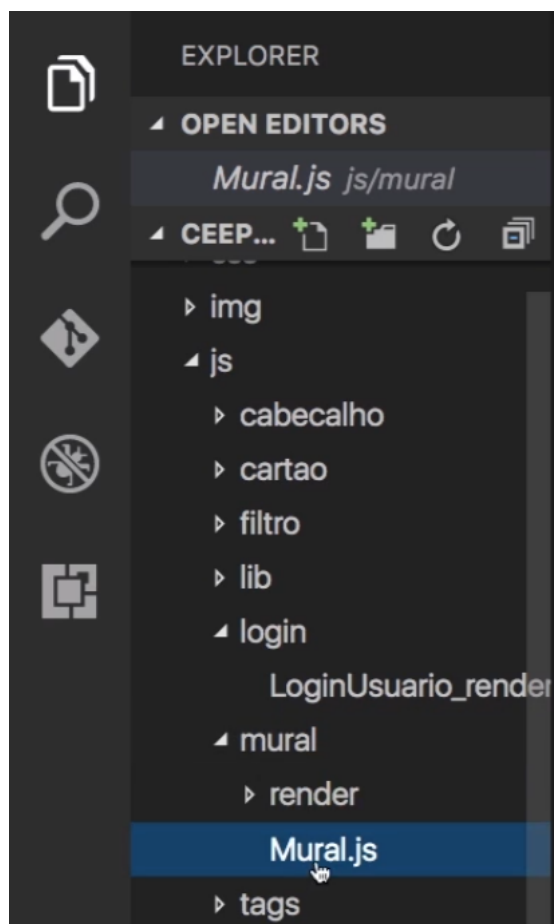 EXPLORER
OPEN EDITORS
Mural.js js/mural
CEEP...
img
js
cabecalho
cartao
filtro
lib
login
LoginUsuario_render
mural
render
Mural.js
tags